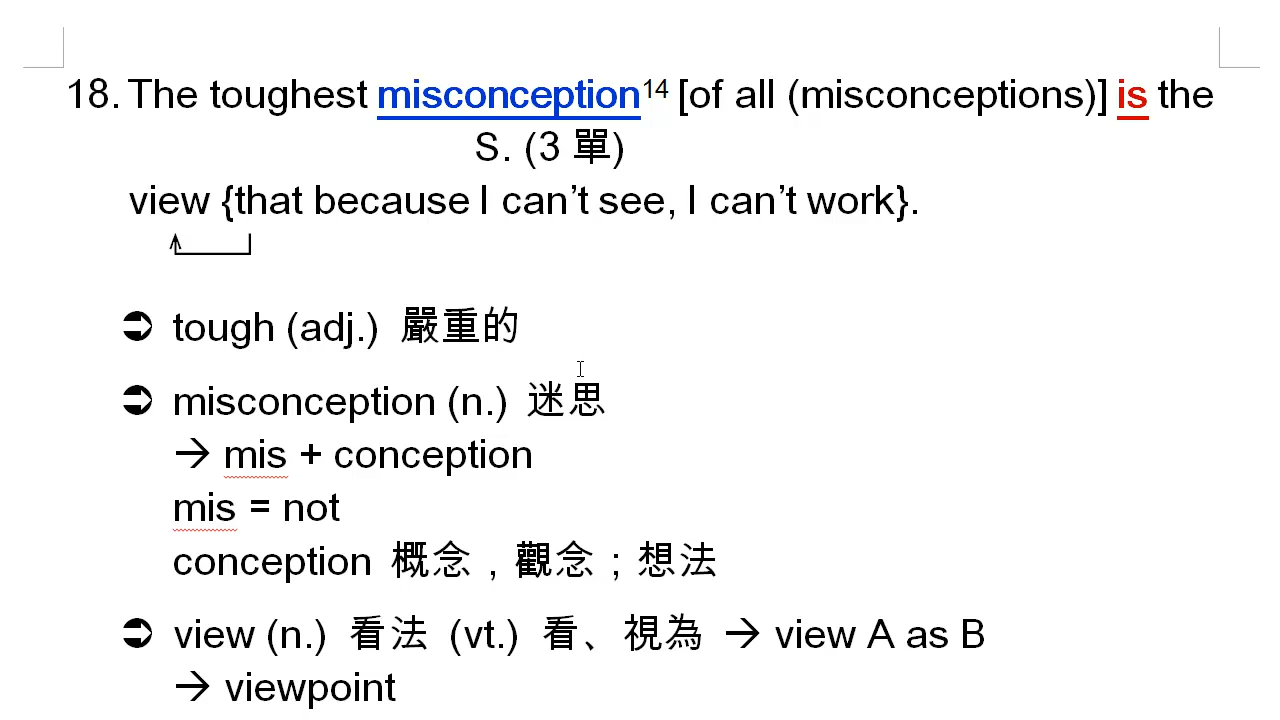 18. The toughest misconception14 [of all (misconceptions)] is the
S. (3 單)
view {that because I can’t see, I can’t work}.
➲ tough (adj.) 嚴重的
➲ misconception (n.) 迷思
→ mis + conception
mis = not
conception 概念，觀念；想法
➲ view (n.) 看法 (vt.) 看、視為 → view A as B
→ viewpoint